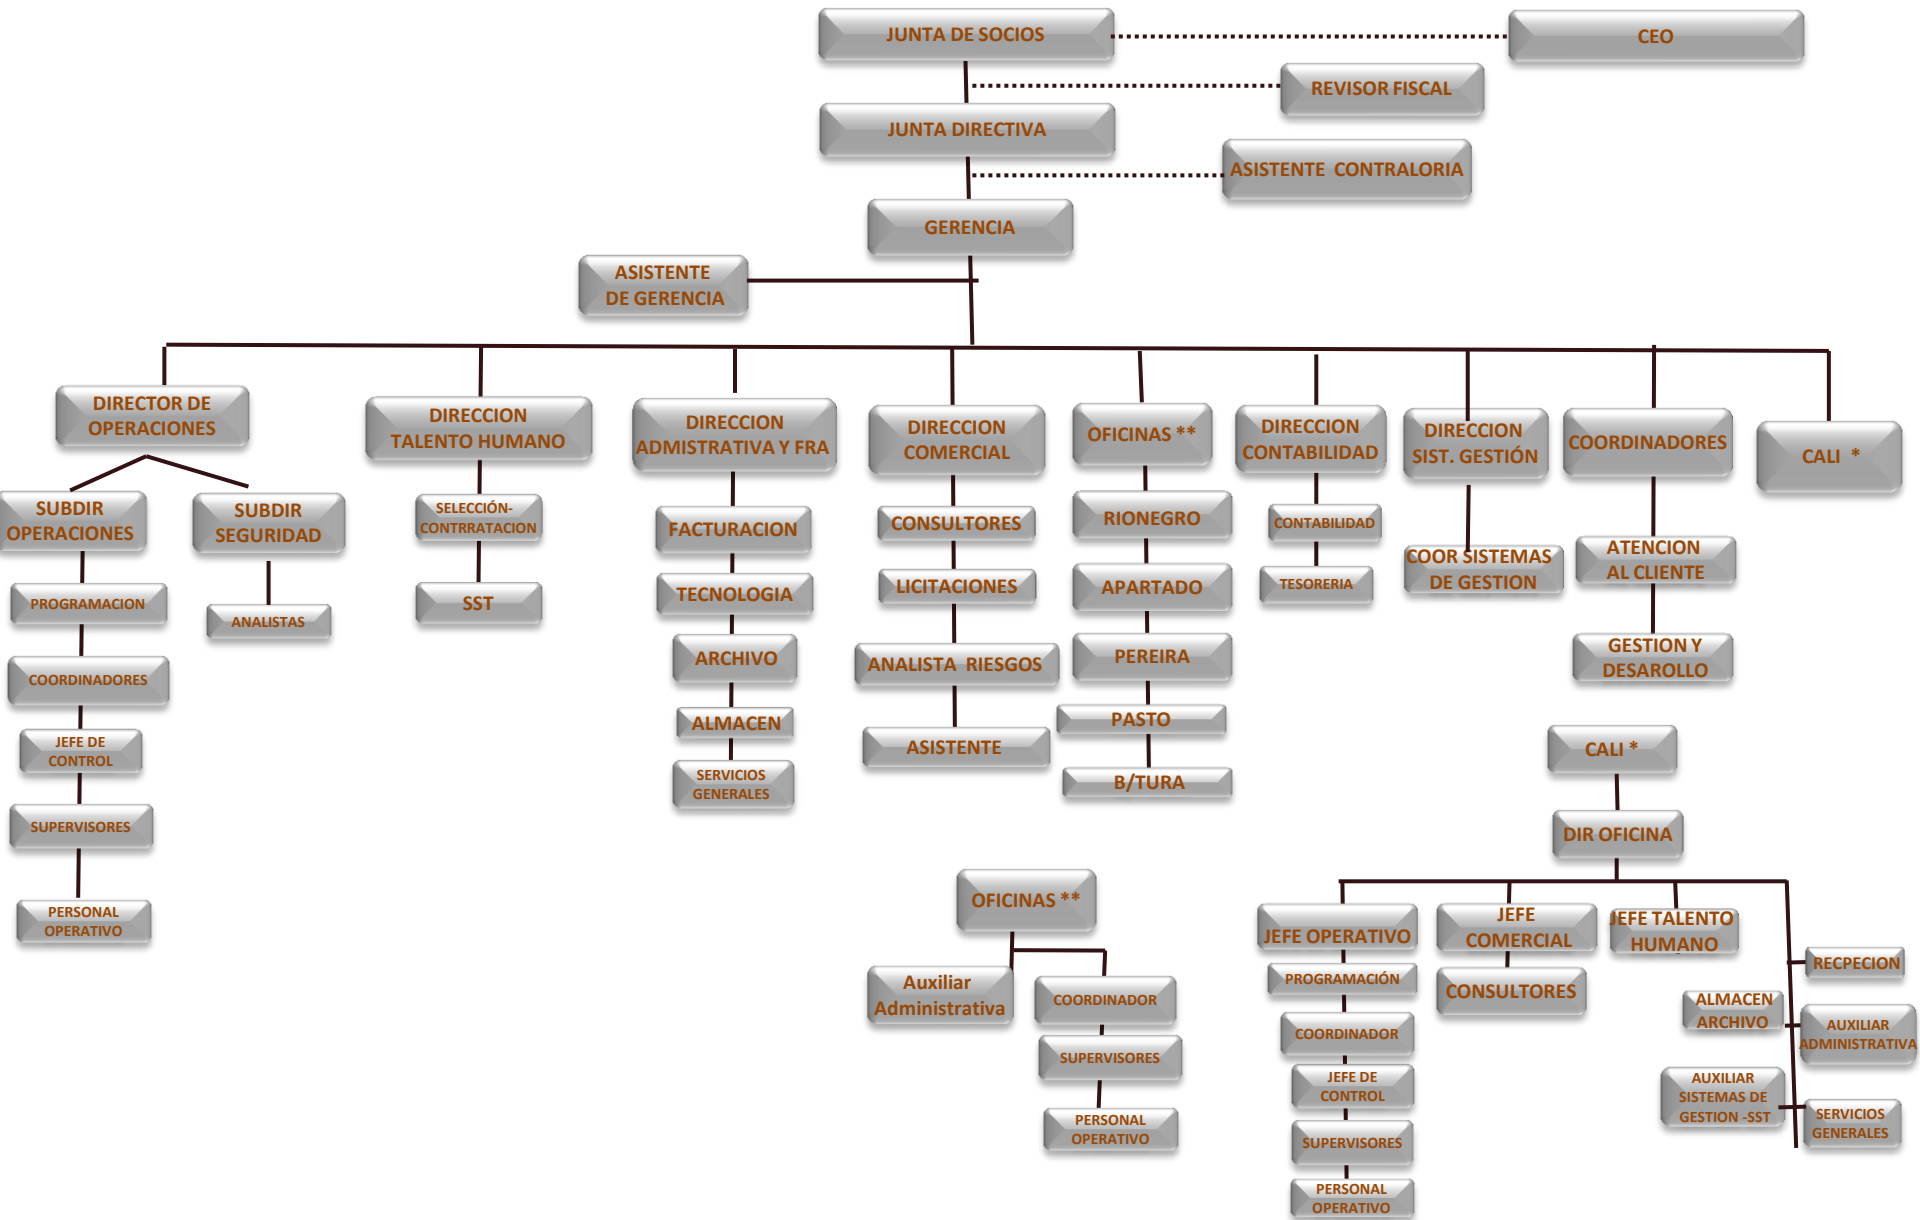 JUNTA DE SOCIOS
CEO
REVISOR FISCAL
JUNTA DIRECTIVA
ASISTENTE CONTRALORIA
GERENCIA
ASISTENTE
DE GERENCIA
DIRECTOR DE
OPERACIONES
SUBDIR
OPERACIONES
PROGRAMACION
COORDINADORES
JEFE DE
CONTROL
SUPERVISORES
PERSONAL
OPERATIVO
SUBDIR
SEGURIDAD
ANALISTAS
DIRECCION
TALENTO HUMANO
SELECCIÓN-
CONTRRATACION
SST
DIRECCION
ADMISTRATIVA Y FRA
FACTURACION
TECNOLOGIA
ARCHIVO
ALMACEN
SERVICIOS
GENERALES
DIRECCION
COMERCIAL
CONSULTORES
LICITACIONES
ANALISTA RIESGOS
ASISTENTE
OFICINAS **
RIONEGRO
APARTADO
PEREIRA
PASTO
B/TURA
DIRECCION
CONTABILIDAD
CONTABILIDAD
TESORERIA
DIRECCION
SIST. GESTIÓN
COOR SISTEMAS
DE GESTION
COORDINADORES
ATENCION
AL CLIENTE
GESTION Y
DESAROLLO
CALI *
OFICINAS **
Auxiliar
Administrativa
COORDINADOR
SUPERVISORES
PERSONAL
OPERATIVO
CALI *
DIR OFICINA
JEFE OPERATIVO
PROGRAMACIÓN
COORDINADOR
JEFE DE
CONTROL
SUPERVISORES
PERSONAL
OPERATIVO
JEFE
COMERCIAL
CONSULTORES
JEFE TALENTO
HUMANO
RECPECION
ALMACEN
ARCHIVO
AUXILIAR
ADMINISTRATIVA
AUXILIAR
SISTEMAS DE
GESTION -SST
SERVICIOS
GENERALES